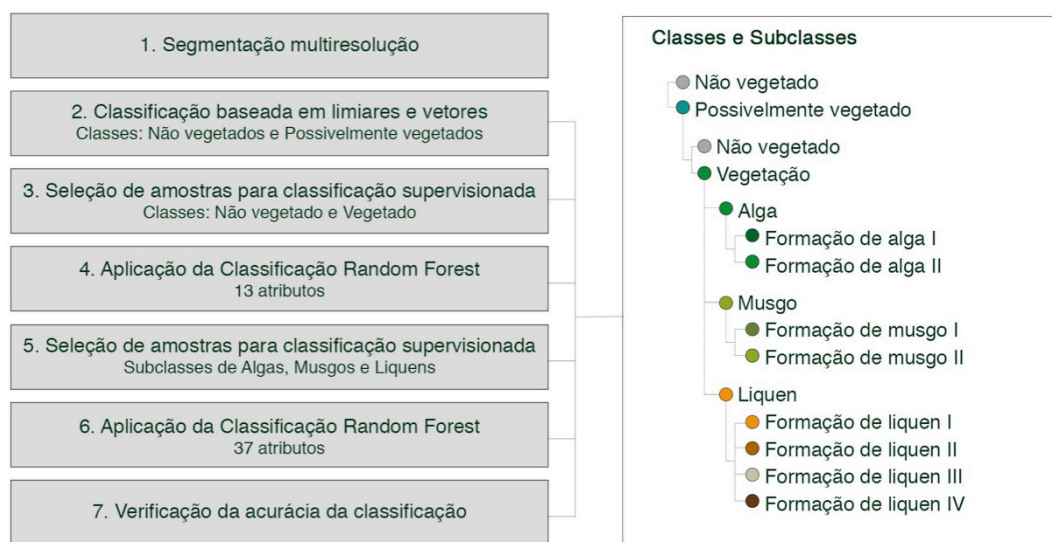 1. Segmentação multiresolução
2. Classificação baseada em limiares e vetores
Classes: Não vegetados e Possivelmente vegetados
3. Seleção de amostras para classificação supervisionada
Classes: Não vegetado e Vegetado
4. Aplicação da Classificação Random Forest
13 atributos
5. Seleção de amostras para classificação supervisionada
Subclasses de Algas, Musgos e Liquens
6. Aplicação da Classificação Random Forest
37 atributos
7. Verificação da acurácia da classificação
Classes e Subclasses
Não vegetado
Possivelmente vegetado
Não vegetado
Vegetação
Alga
Formação de alga I
Formação de alga II
Musgo
Formação de musgo I
Formação de musgo II
Liquen
Formação de liquen I
Formação de liquen II
Formação de liquen III
Formação de liquen IV